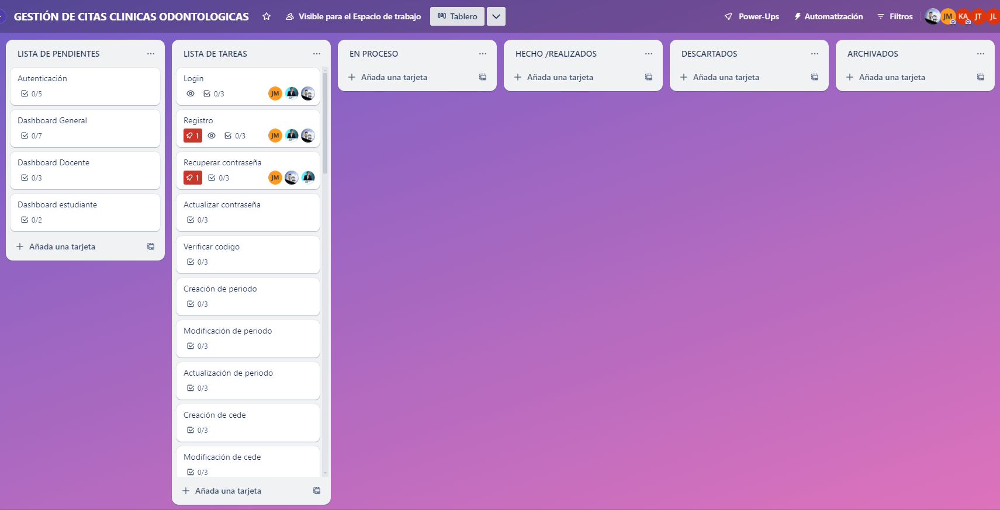 GESTIÓN DE CITAS CLINICAS ODONTOLOGICAS
Visible para el Espacio de trabajo
Tablero
Power-Ups
Automatización
Filtros
JM
KA
JT
JL
LISTA DE PENDIENTES
Autenticación
0/5
Dashboard General
0/7
Dashboard Docente
0/3
Dashboard estudiante
0/2
Añada una tarjeta
LISTA DE TAREAS
Login
0/3
JM
Registro
1
0/3
JM
Recuperar contraseña
1
0/3
JM
Actualizar contraseña
0/3
Verificar codigo
0/3
Creación de periodo
0/3
Modificación de periodo
0/3
Actualización de periodo
0/3
Creación de cede
0/3
Modificación de cede
0/3
Añada una tarjeta
EN PROCESO
Añada una tarjeta
HECHO /REALIZADOS
Añada una tarjeta
DESCARTADOS
Añada una tarjeta
ARCHIVADOS
Añada una tarjeta